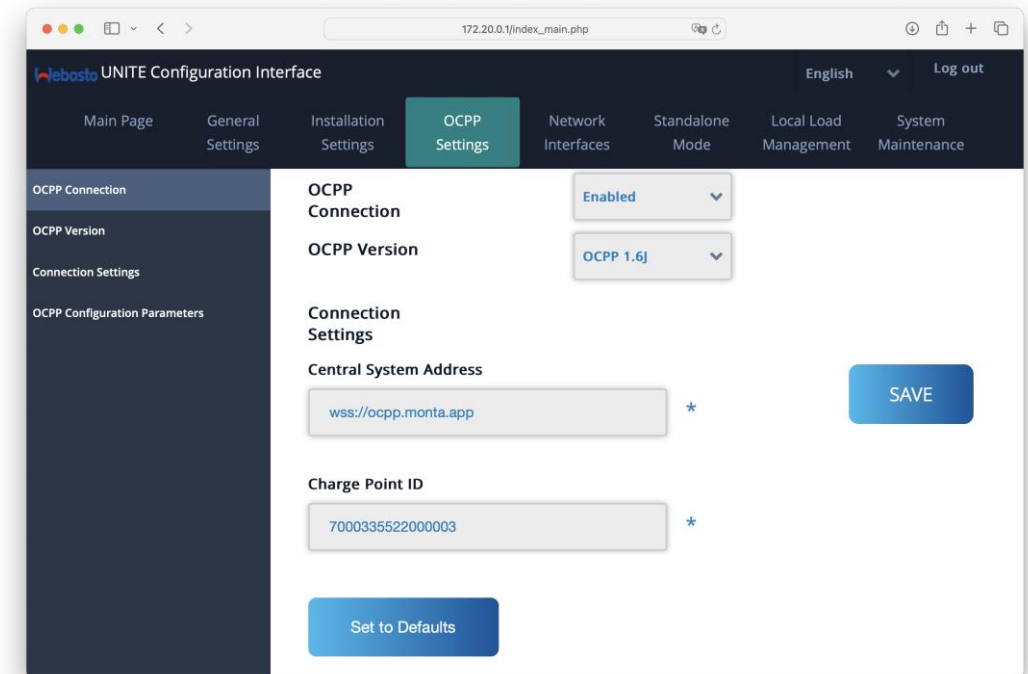 172.20.0.1/index_main.php
Webasto UNITE Configuration Interface
English
Log out
Main Page
General
Settings
Installation
Settings
OCPP
Settings
Network
Interfaces
Standalone
Mode
Local Load
Management
System
Maintenance
OCPP Connection
OCPP Version
Connection Settings
OCPP Configuration Parameters
OCPP
Connection
Enabled
OCPP Version
OCPP 1.6J
Connection
Settings
Central System Address
wss://ocpp.monta.app
*
SAVE
Charge Point ID
7000335522000003
*
Set to Defaults